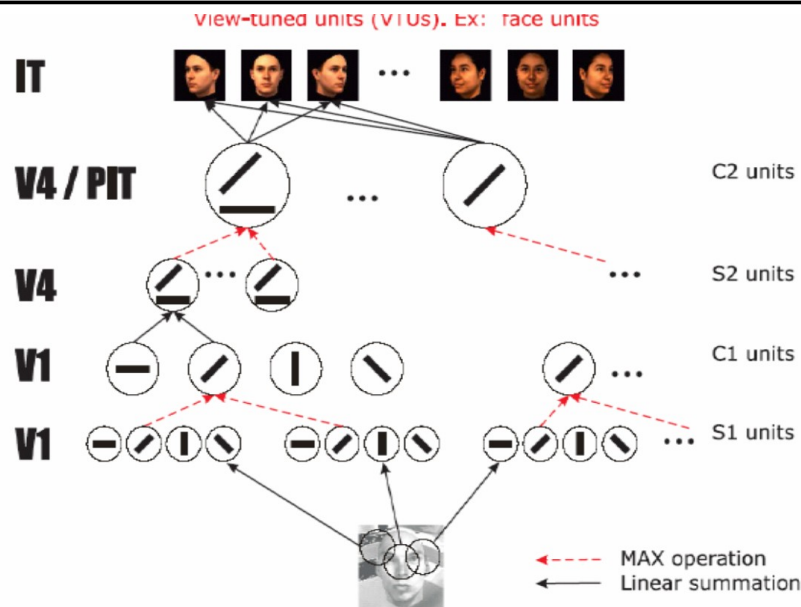 View-tuned units (VTUs). Ex: face units
IT
V4 / PIT
C2 units
V4
S2 units
V1
C1 units
V1
S1 units
MAX operation
Linear summation